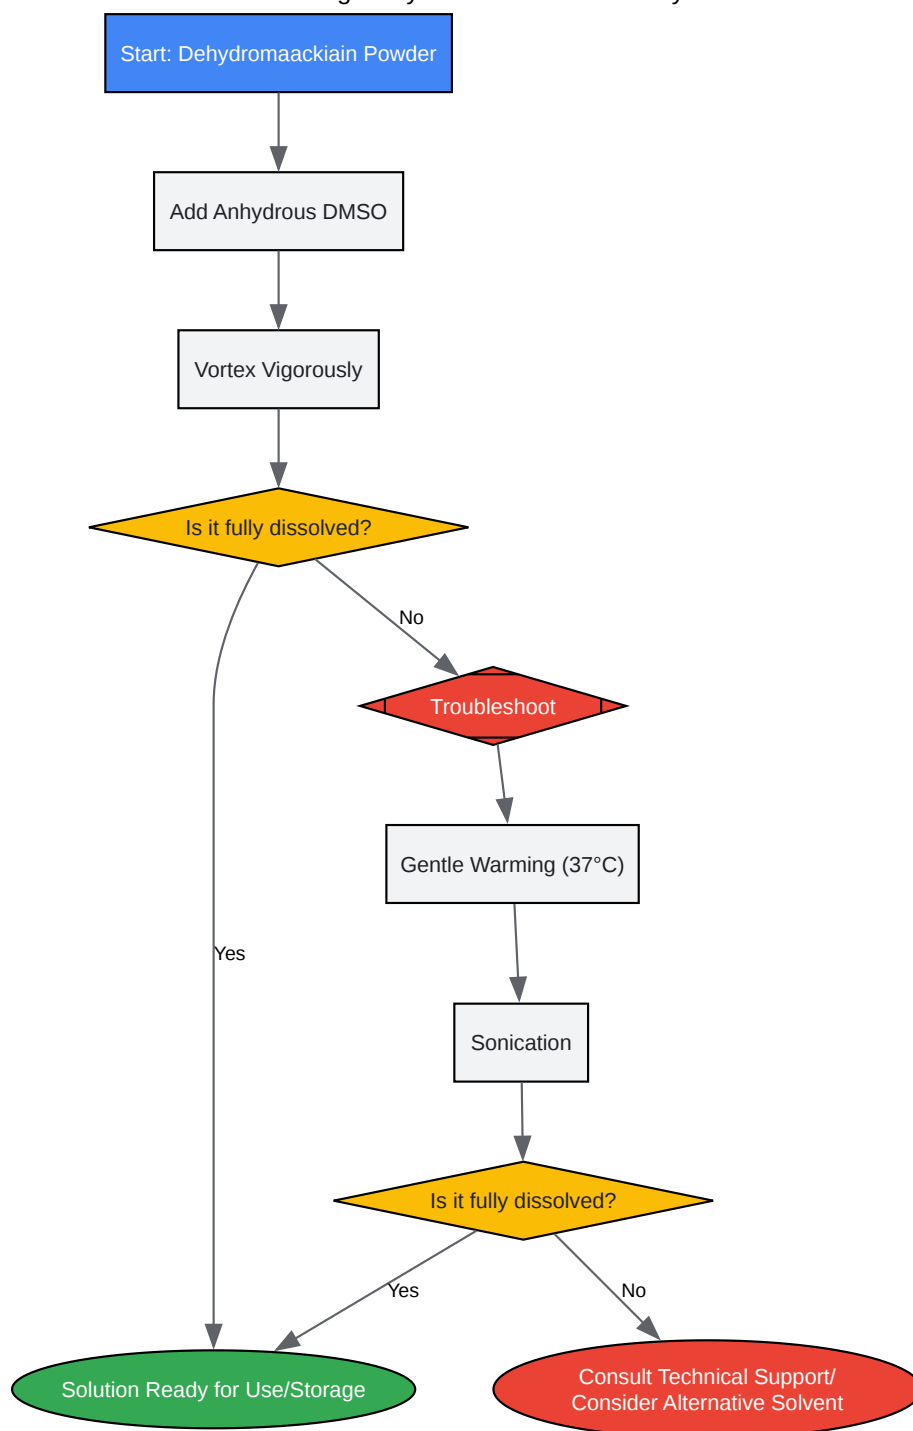 Start: Dehydromaackiain Powder
Add Anhydrous DMSO
Vortex Vigorously
Is it fully dissolved?
No
Troubleshoot
Gentle Warming (37°C)
Yes
Sonication
Is it fully dissolved?
Yes
No
Solution Ready for Use/Storage
Consult Technical Support/
Consider Alternative Solvent